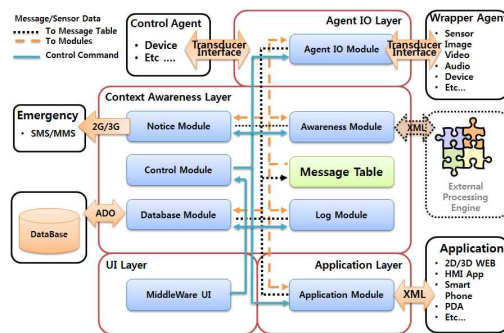 Message/Sensor Data
To Message Table
To Modules
Control Command
Control Agent
• Device
• Etc ....
Transducer
Interface
Agent IO Layer
Agent IO Module
Transducer
Interface
Wrapper Agent
• Sensor
• Image
• Video
• Audio
• Device
• Etc...
Context Awareness Layer
Emergency
• SMS/MMS
2G/3G
Notice Module
Awareness Module
XML
Control Module
Message Table
External
Processing
Engine
ADO
Database Module
Log Module
DataBase
UI Layer
MiddleWare UI
Application Layer
Application Module
XML
Application
• 2D/3D WEB
• HMI App
• Smart
• Phone
• PDA
• Etc...